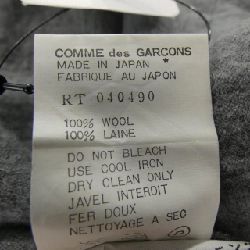 COMME des GARCONS
MADE IN JAPAN *
FABRIQUE AU JAPON
RT 040490
100% WOOL
100% LAINE
DO NOT BLEACH
USE COOL IRON
DRY CLEAN ONLY
JAVEL INTERDIT
FER DOUX
NETTOYAGE A SEC